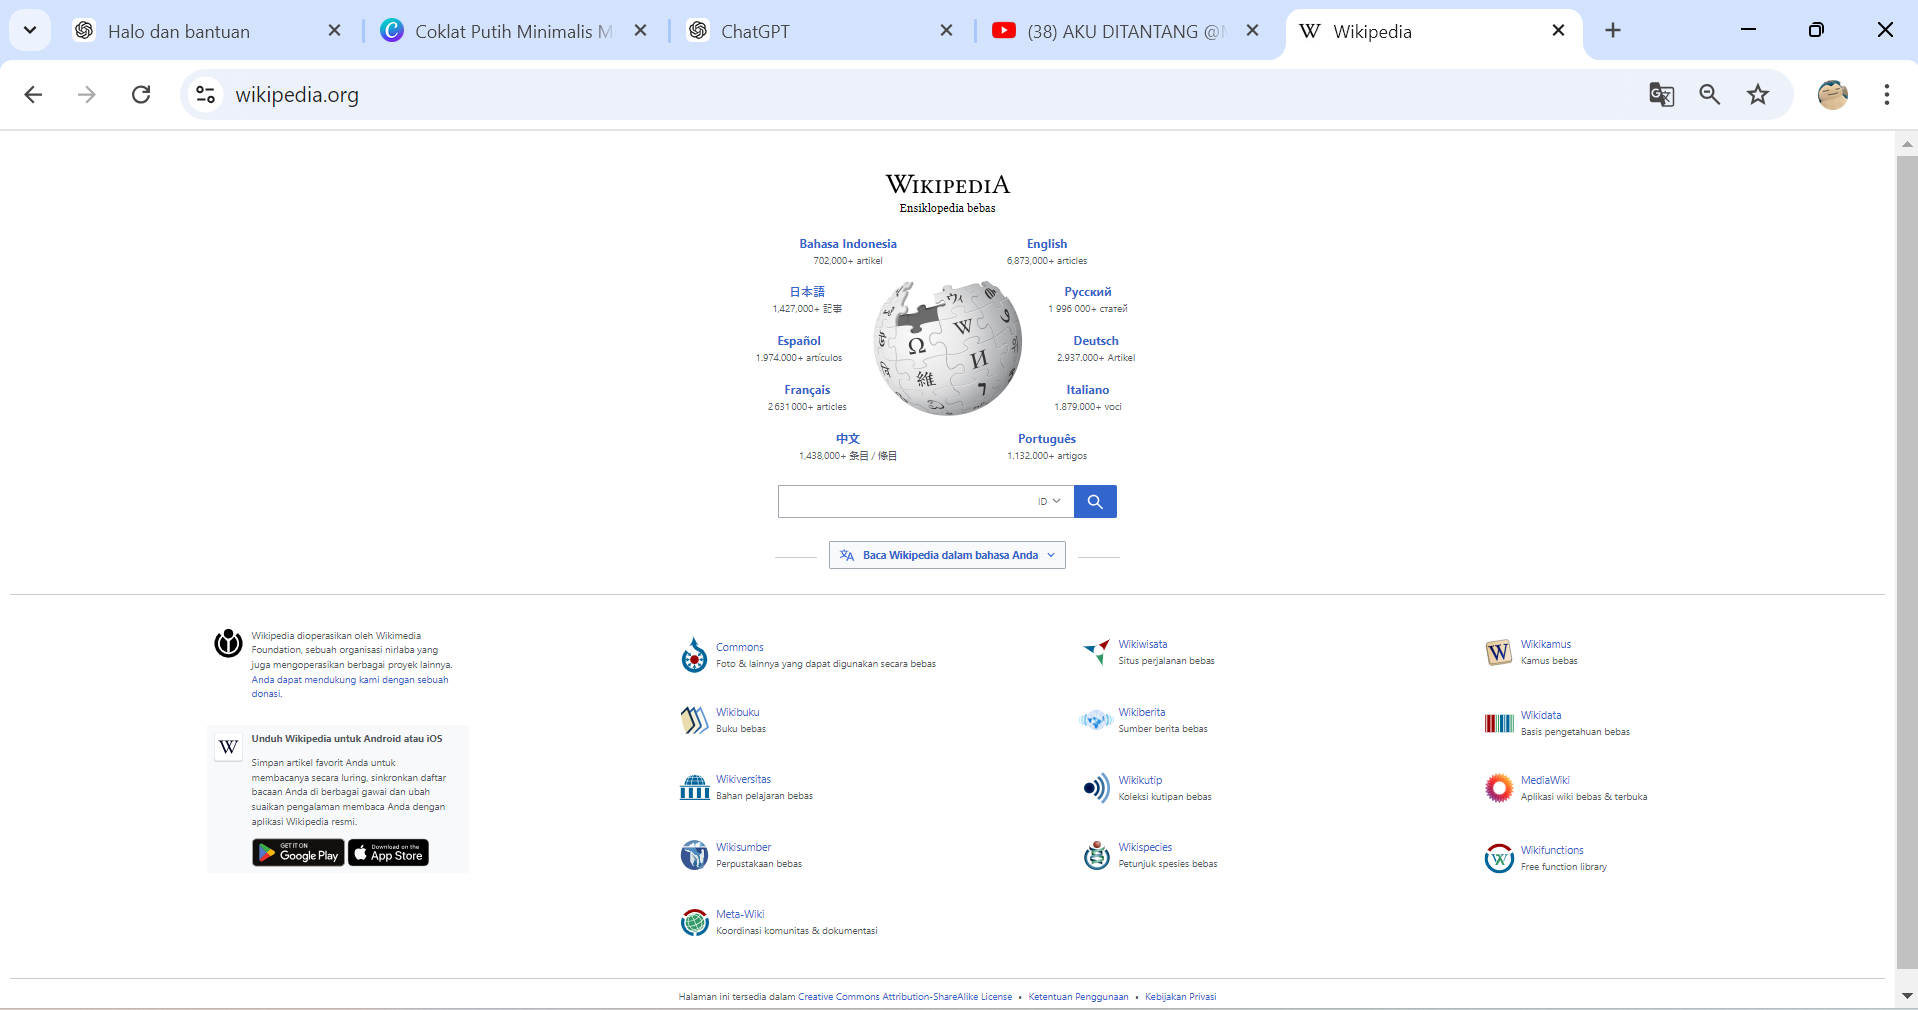 Halo dan bantuan
Coklat Putih Minimalis
ChatGPT
(38) AKU DITANTANG
Wikipedia
wikipedia.org
WIKIPEDIA
Ensiklopedia bebas
Bahasa Indonesia
702,000+ artikel
English
6,873,000+ articles
日本語
1,427,000+ 記事
Русский
1 996 000+ статей
Español
1.974.000+ artículos
Deutsch
2.937.000+ Artikel
Français
2 631 000+ articles
Italiano
1.879.000+ voci
中文
1,438,000+ 条目 / 條目
Português
1.132.000+ artigos
ID
Baca Wikipedia dalam bahasa Anda
Wikipedia dioperasikan oleh Wikimedia
Foundation, sebuah organisasi nirlaba yang
juga mengoperasikan berbagai proyek lainnya.
Anda dapat mendukung kami dengan sebuah
donasi.
Unduh Wikipedia untuk Android atau iOS
Simpan artikel favorit Anda untuk
membacanya secara luring, sinkronkan daftar
bacaan Anda di berbagai gawai dan ubah
suaikan pengalaman membaca Anda dengan
aplikasi Wikipedia resmi.
GET IT ON
Google Play
Download on the
App Store
Commons
Foto & lainnya yang dapat digunakan secara bebas
Wikiwisata
Situs perjalanan bebas
Wikikamus
Kamus bebas
Wikibuku
Buku bebas
Wikiberita
Sumber berita bebas
Wikidata
Basis pengetahuan bebas
Wikiversitas
Bahan pelajaran bebas
Wikikutip
Koleksi kutipan bebas
MediaWiki
Aplikasi wiki bebas & terbuka
Wikisumber
Perpustakaan bebas
Wikispecies
Petunjuk spesies bebas
Wikifunctions
Free function library
Meta-Wiki
Koordinasi komunitas & dokumentasi
Halaman ini tersedia dalam Creative Commons Attribution-ShareAlike License • Ketentuan Penggunaan • Kebijakan Privasi